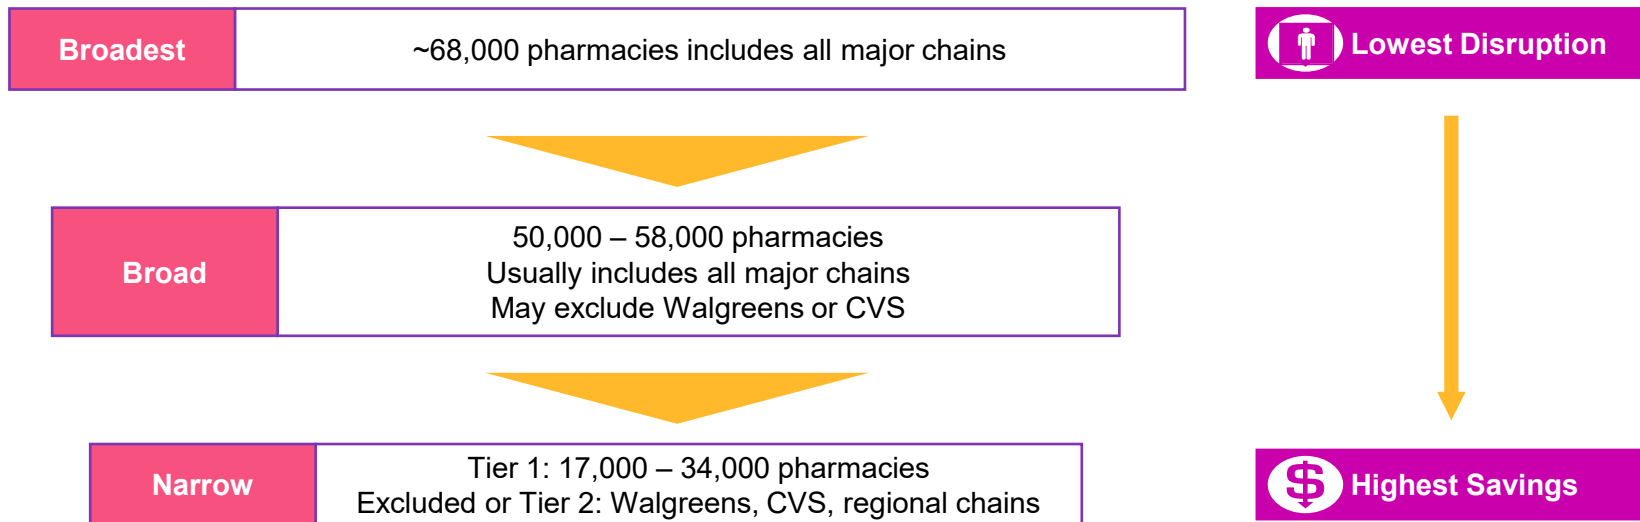 Broadest
~68,000 pharmacies includes all major chains
Lowest Disruption
Broad
50,000 – 58,000 pharmacies
Usually includes all major chains
May exclude Walgreens or CVS
Narrow
Tier 1: 17,000 – 34,000 pharmacies
Excluded or Tier 2: Walgreens, CVS, regional chains
$
Highest Savings